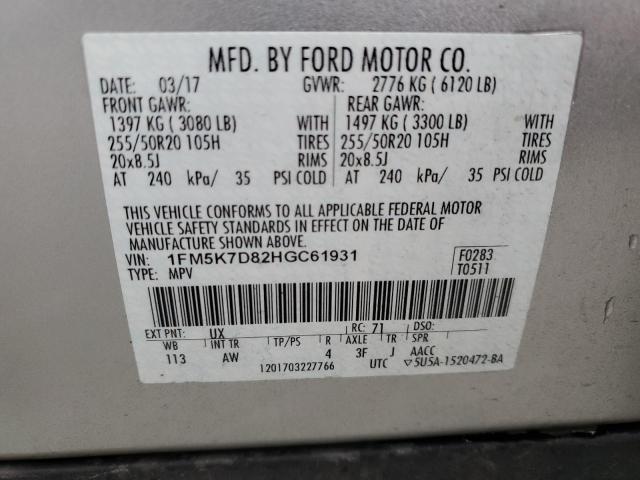 MFD. BY FORD MOTOR CO.
DATE: 03/17 GVWR: 2776 KG ( 6120 LB)
FRONT GAWR: REAR GAWR:
1397 KG ( 3080 LB) WITH 1497 KG ( 3300 LB) WITH
255/50R20 105H TIRES 255/50R20 105H TIRES
20x8.5J RIMS 20x8.5J RIMS
AT 240 kPa/ 35 PSI COLD AT 240 kPa/ 35 PSI COLD
THIS VEHICLE CONFORMS TO ALL APPLICABLE FEDERAL MOTOR
VEHICLE SAFETY STANDARDS IN EFFECT ON THE DATE OF
MANUFACTURE SHOWN ABOVE.
VIN: 1FM5K7D82HGC61931 F0283
TYPE: MPV T0511
EXT PNT: UX RC: 71 DSO:
WB INT TR TP/PS R AXLE TR SPR
113 AW 4 3F J AACC
1201703227766 UTC ▽5U5A-1520472-BA